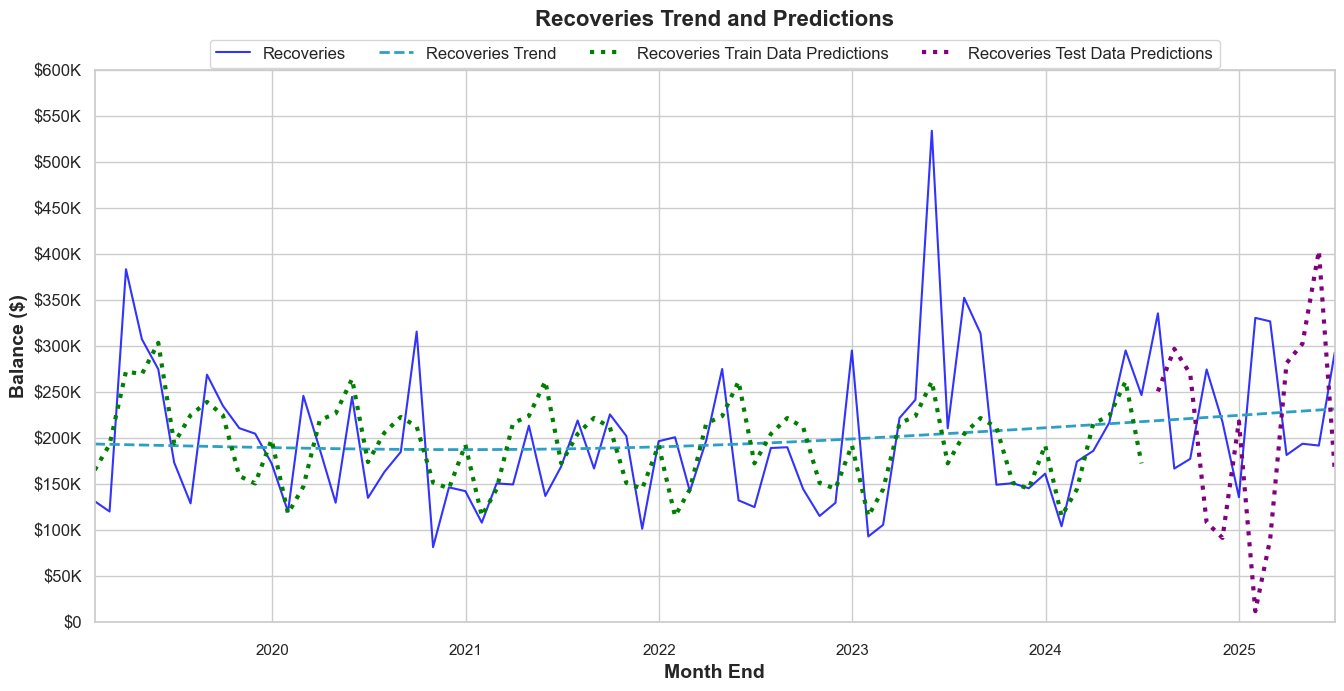 Recoveries Trend and Predictions
Recoveries Recoveries Trend Recoveries Train Data Predictions Recoveries Test Data Predictions
$600K
$550K
$500K
$450K
$400K
$350K
$300K
$250K
$200K
$150K
$100K
$50K
$0
Balance ($)
2020 2021 2022 2023 2024 2025
Month End